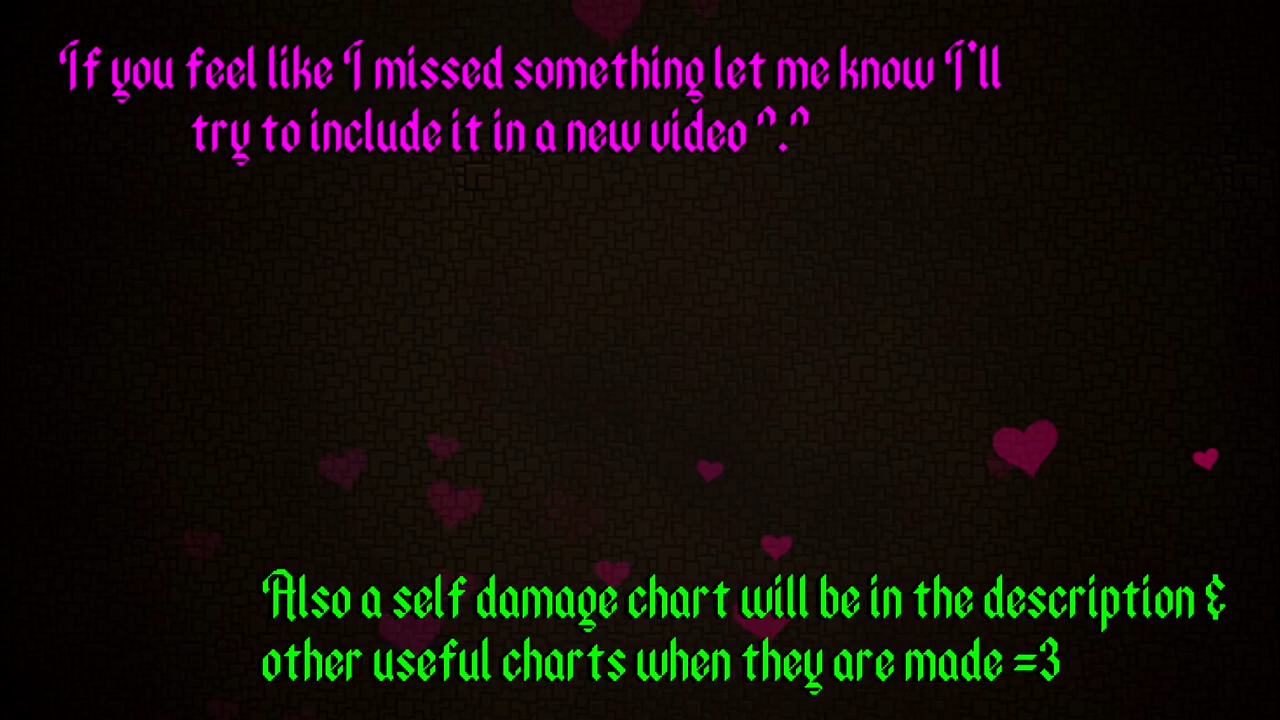 If you feel like I missed something let me know I'll
try to include it in a new video ^.^
Also a self damage chart will be in the description &
other useful charts when they are made =3